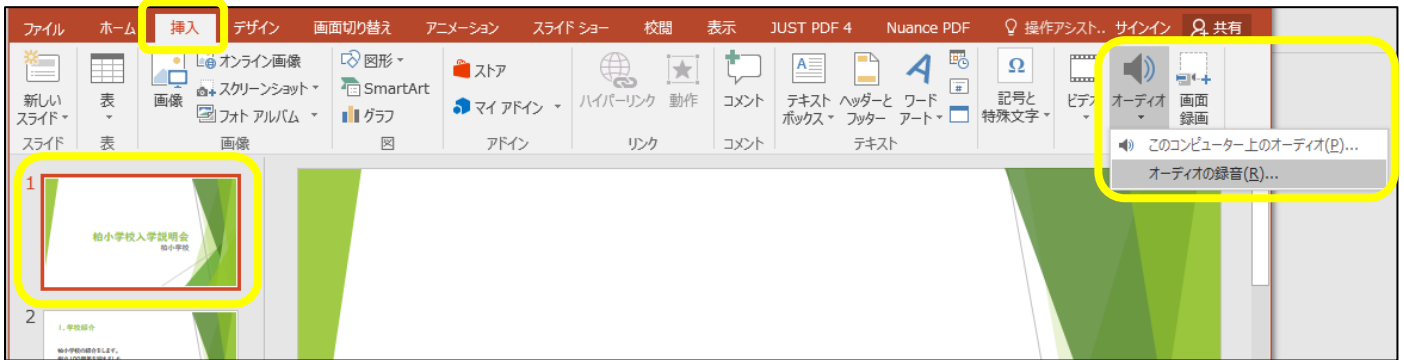 ファイル ホーム 挿入 デザイン 画面切り替え アニメーション スライド ショー 校閲 表示 JUST PDF 4 Nuance PDF 操作アシスト.. サインイン 共有
新しい
スライド
表
画像
オンライン画像
スクリーンショット
フォト アルバム
図形
SmartArt
グラフ
ストア
マイ アドイン
ハイパーリンク
動作
コメント
テキスト
ボックス
ヘッダーと
フッター
ワード
アート
記号と
特殊文字
ビデオ
オーディオ
画面
録画
スライド 表 画像 図 アドイン リンク コメント テキスト
このコンピューター上のオーディオ(P)...
オーディオの録音(R)...
1
柏小学校入学説明会
柏小学校
2
1．学校紹介
柏小学校の紹介をします。